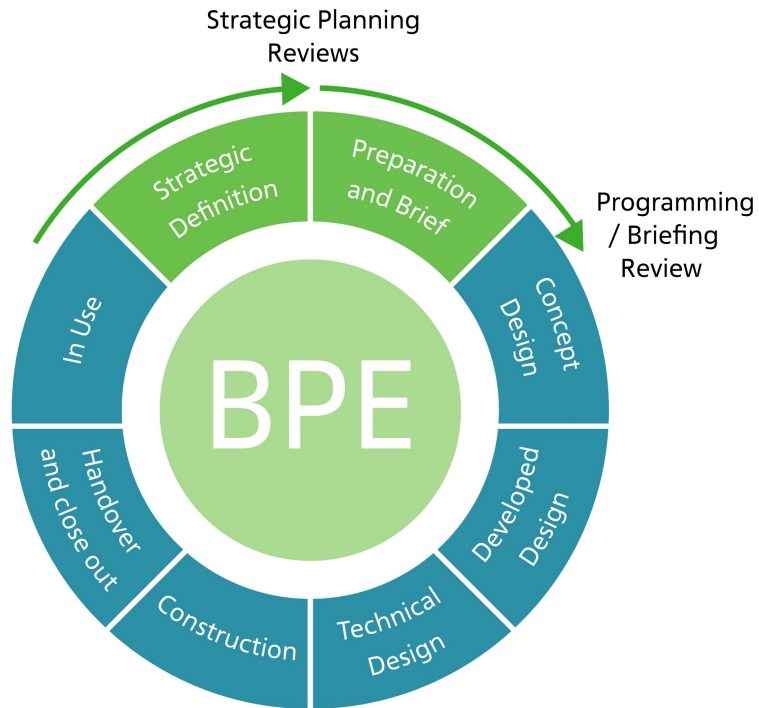 Strategic Planning
Reviews
Strategic
Definition
Preparation
and Brief
Programming
/ Briefing
Review
Concept
Design
Developed
Design
Technical
Design
Construction
Handover
and close out
In Use
BPE